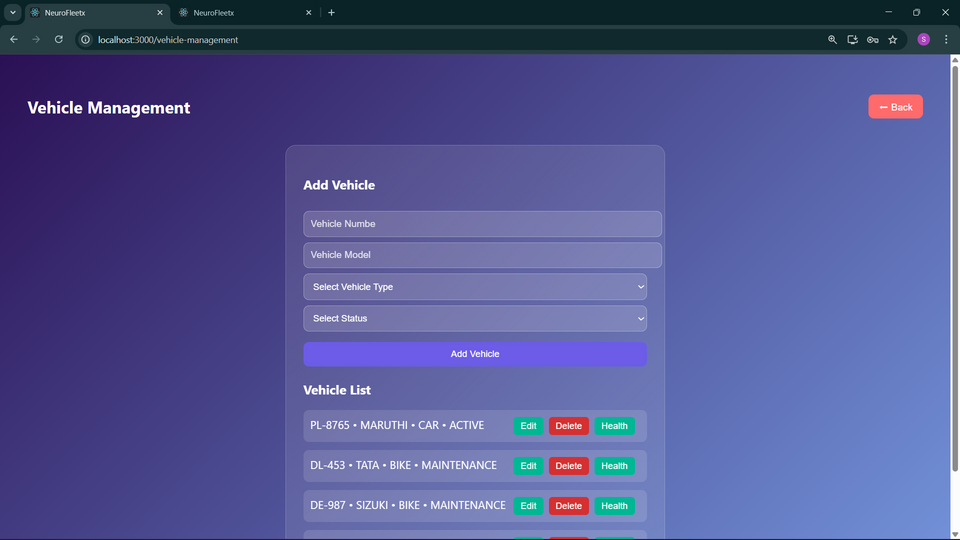 NeuroFleetx
NeuroFleetx
localhost:3000/vehicle-management
S
Vehicle Management
← Back
Add Vehicle
Vehicle Numbe
Vehicle Model
Select Vehicle Type
Select Status
Add Vehicle
Vehicle List
PL-8765 • MARUTHI • CAR • ACTIVE Edit Delete Health
DL-453 • TATA • BIKE • MAINTENANCE Edit Delete Health
DE-987 • SIZUKI • BIKE • MAINTENANCE Edit Delete Health